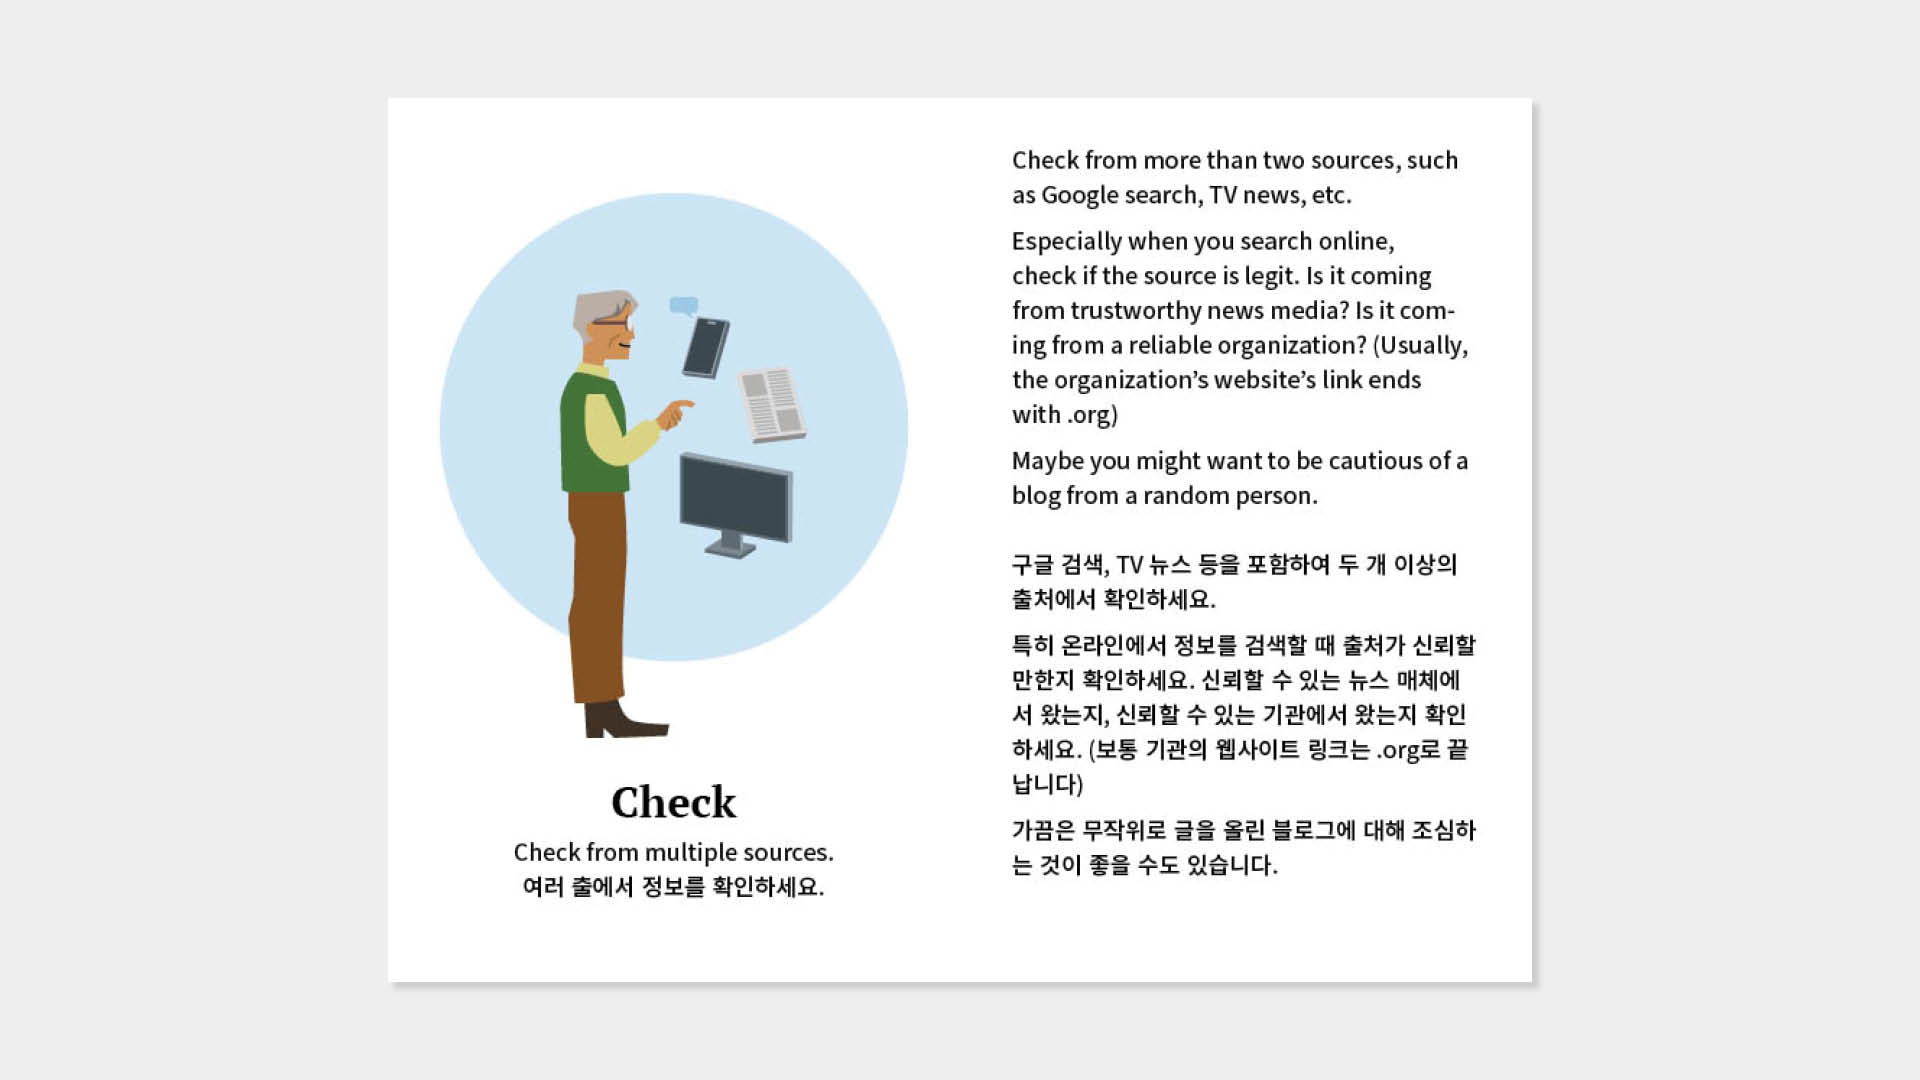 Check
Check from multiple sources.
여러 출에서 정보를 확인하세요.
Check from more than two sources, such
as Google search, TV news, etc.
Especially when you search online,
check if the source is legit. Is it coming
from trustworthy news media? Is it com-
ing from a reliable organization? (Usually,
the organization’s website’s link ends
with .org)
Maybe you might want to be cautious of a
blog from a random person.
구글 검색, TV 뉴스 등을 포함하여 두 개 이상의
출처에서 확인하세요.
특히 온라인에서 정보를 검색할 때 출처가 신뢰할
만한지 확인하세요. 신뢰할 수 있는 뉴스 매체에
서 왔는지, 신뢰할 수 있는 기관에서 왔는지 확인
하세요. (보통 기관의 웹사이트 링크는 .org로 끝
납니다)
가끔은 무작위로 글을 올린 블로그에 대해 조심하
는 것이 좋을 수도 있습니다.